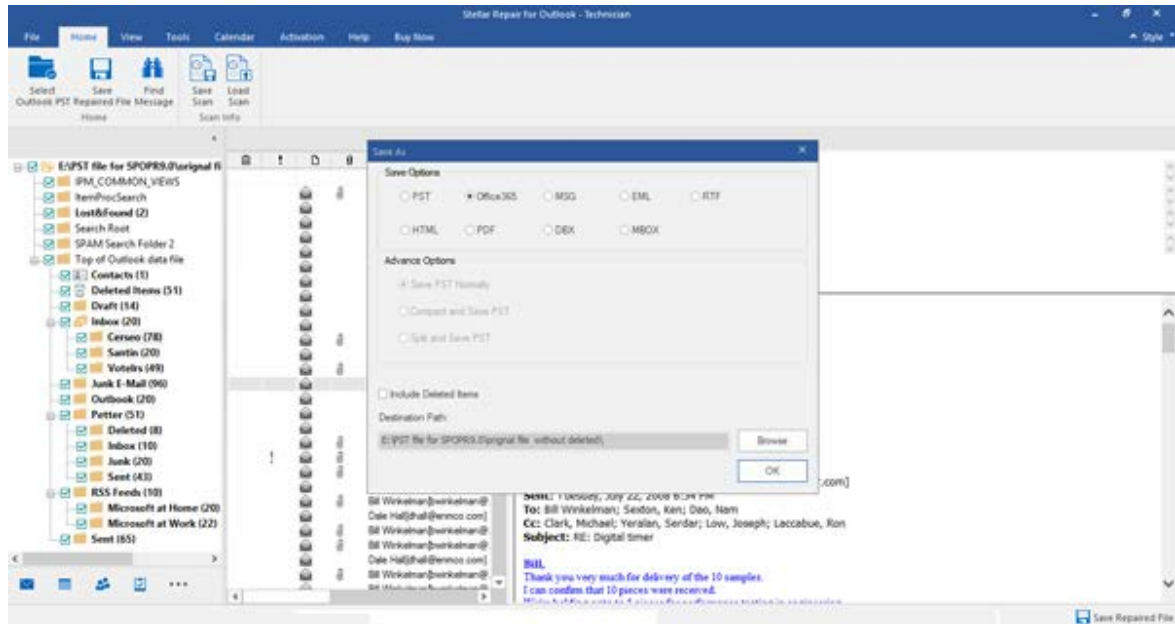 Stellar Repair for Outlook - Technician
File Home View Tools Calendar Activation Help Buy Now
Style
Select Outlook PST
Save Repaired File
Find Message
Save Scan
Load Scan
Home
Scan Info
E:\PST file for SPOPR9.0\orignal fi
IPM_COMMON_VIEWS
ItemProcSearch
Lost&Found (2)
Search Root
SPAM Search Folder 2
Top of Outlook data file
Contacts (1)
Deleted Items (51)
Draft (14)
Inbox (20)
Cerseo (78)
Santin (20)
Votelrs (49)
Junk E-Mail (96)
Outbook (20)
Petter (51)
Deleted (8)
Inbox (10)
Junk (20)
Sent (43)
RSS Feeds (10)
Microsoft at Home (20)
Microsoft at Work (22)
Sent (65)
Save As
Save Options
PST Office365 MSG EML RTF
HTML PDF DBX MBOX
Advance Options
Save PST Normally
Compact and Save PST
Split and Save PST
Include Deleted Items
Destination Path
E:\PST file for SPOPR9.0\orignal file without deleted\
Browse
OK
Bill Winkelman[bwinkelman@
Dale Hall[dhall@enmco.com]
Bill Winkelman[bwinkelman@
Bill Winkelman[bwinkelman@
Dale Hall[dhall@enmco.com]
Bill Winkelman[bwinkelman@
.com]
Sent: Tuesday, July 22, 2008 6:54 PM
To: Bill Winkelman; Sexton, Ken; Dao, Nam
Cc: Clark, Michael; Yeralan, Serdar; Low, Joseph; Laccabue, Ron
Subject: RE: Digital timer
Bill,
Thank you very much for delivery of the 10 samples.
I can confirm that 10 pieces were received.
Save Repaired File